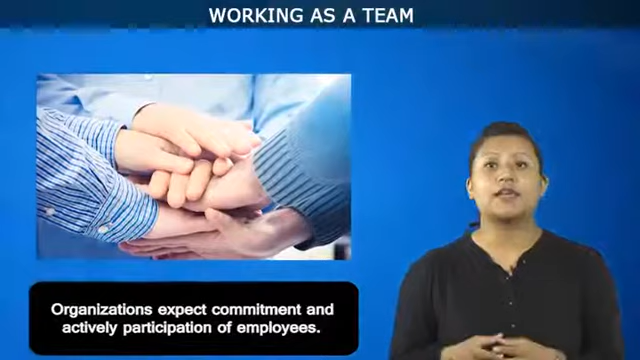 WORKING AS A TEAM
Organizations expect commitment and
actively participation of employees.